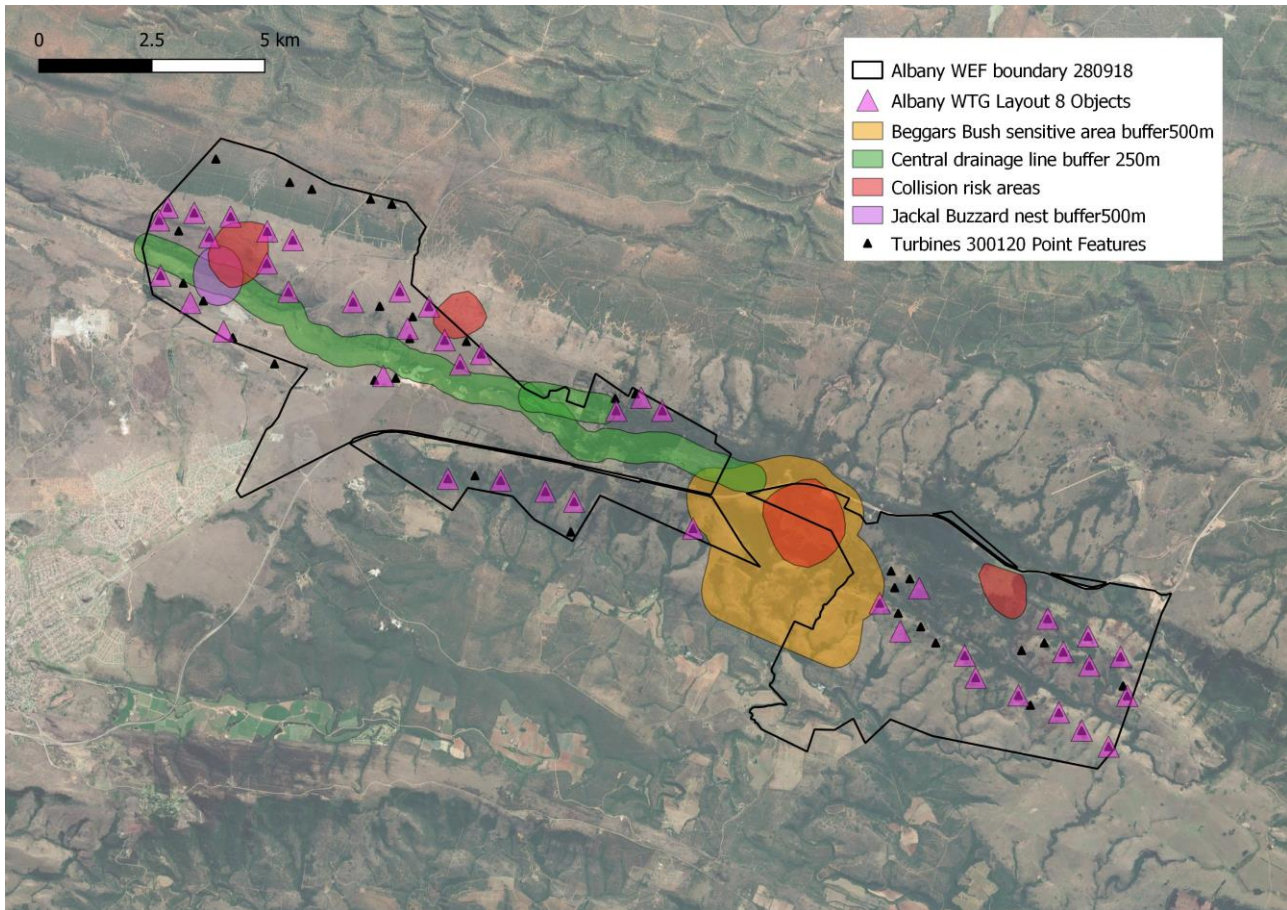 0 2.5 5 km
Albany WEF boundary 280918
Albany WTG Layout 8 Objects
Beggars Bush sensitive area buffer500m
Central drainage line buffer 250m
Collision risk areas
Jackal Buzzard nest buffer500m
Turbines 300120 Point Features